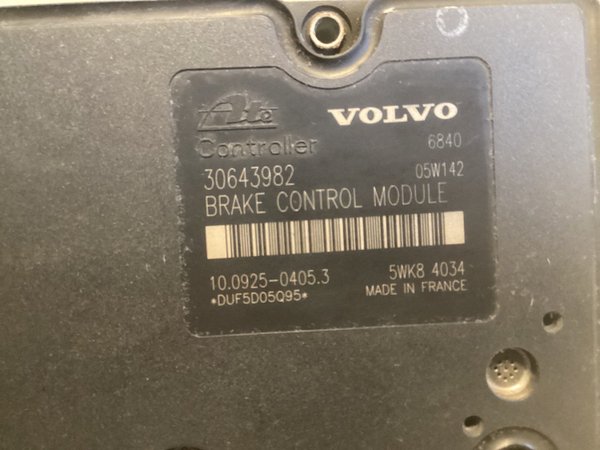 Ate VOLVO
Controller 6840
30643982 05W142
BRAKE CONTROL MODULE
10.0925-0405.3 5WK8 4034
*DUF5D05Q95* MADE IN FRANCE